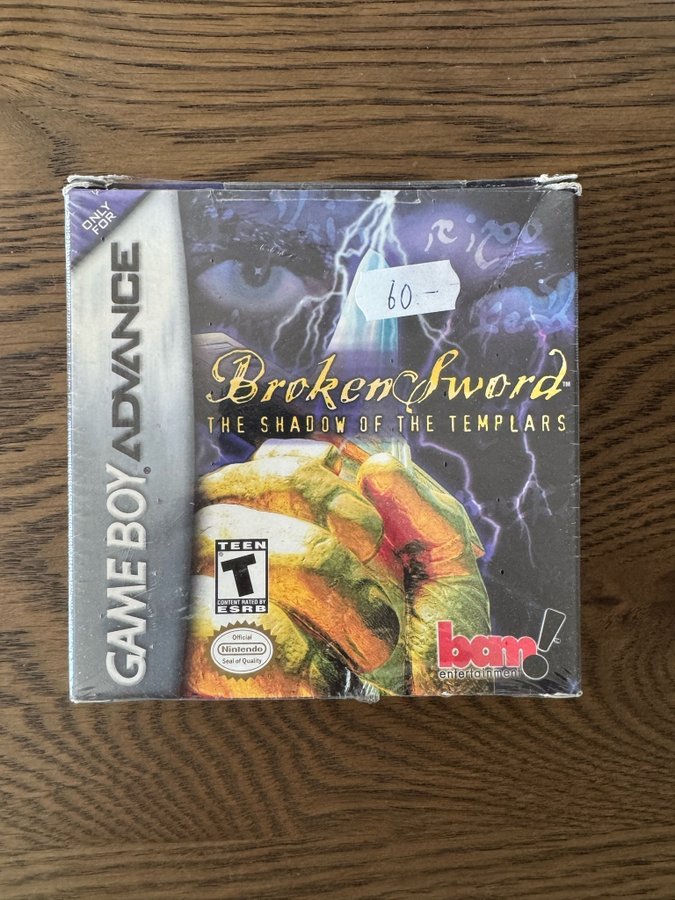 ONLY
FOR
GAME BOY ADVANCE
60.-
Broken Sword™
THE SHADOW OF THE TEMPLARS
TEEN
T
CONTENT RATED BY
ESRB
Official
Nintendo
Seal of Quality
bam!
entertainment